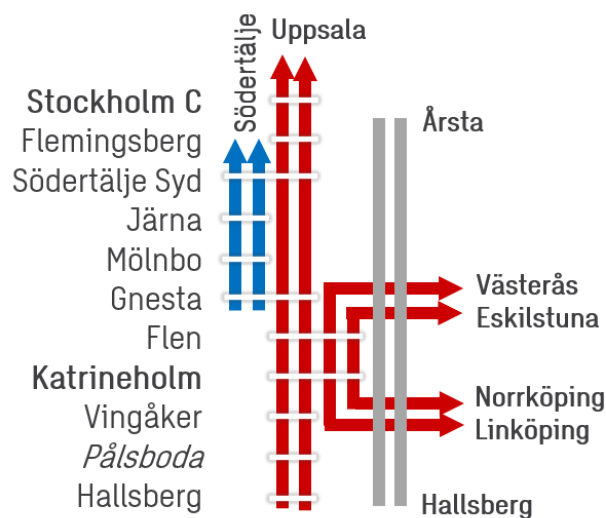 Uppsala
Södertälje
Stockholm C
Flemingsberg
Södertälje Syd
Järna
Mölnbo
Gnesta
Flen
Katrineholm
Vingåker
Pålsboda
Hallsberg
Årsta
Västerås
Eskilstuna
Norrköping
Linköping
Hallsberg